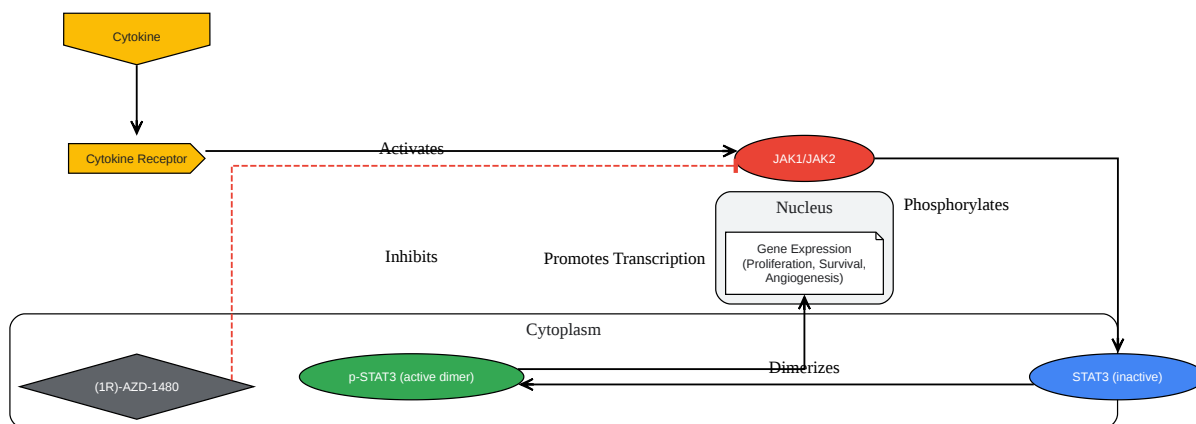 Cytokine
Cytokine Receptor
Activates
JAK1/JAK2
Nucleus
Phosphorylates
Gene Expression
(Proliferation, Survival,
Angiogenesis)
Inhibits
Promotes Transcription
Cytoplasm
(1R)-AZD-1480
p-STAT3 (active dimer)
Dimerizes
STAT3 (inactive)